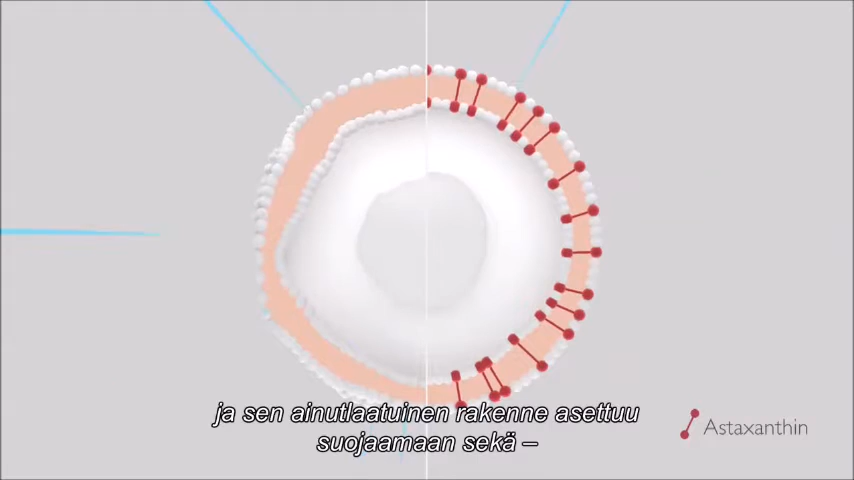 ja sen ainutlaatuinen rakenne asettuu
suojaamaan sekä –
Astaxanthin